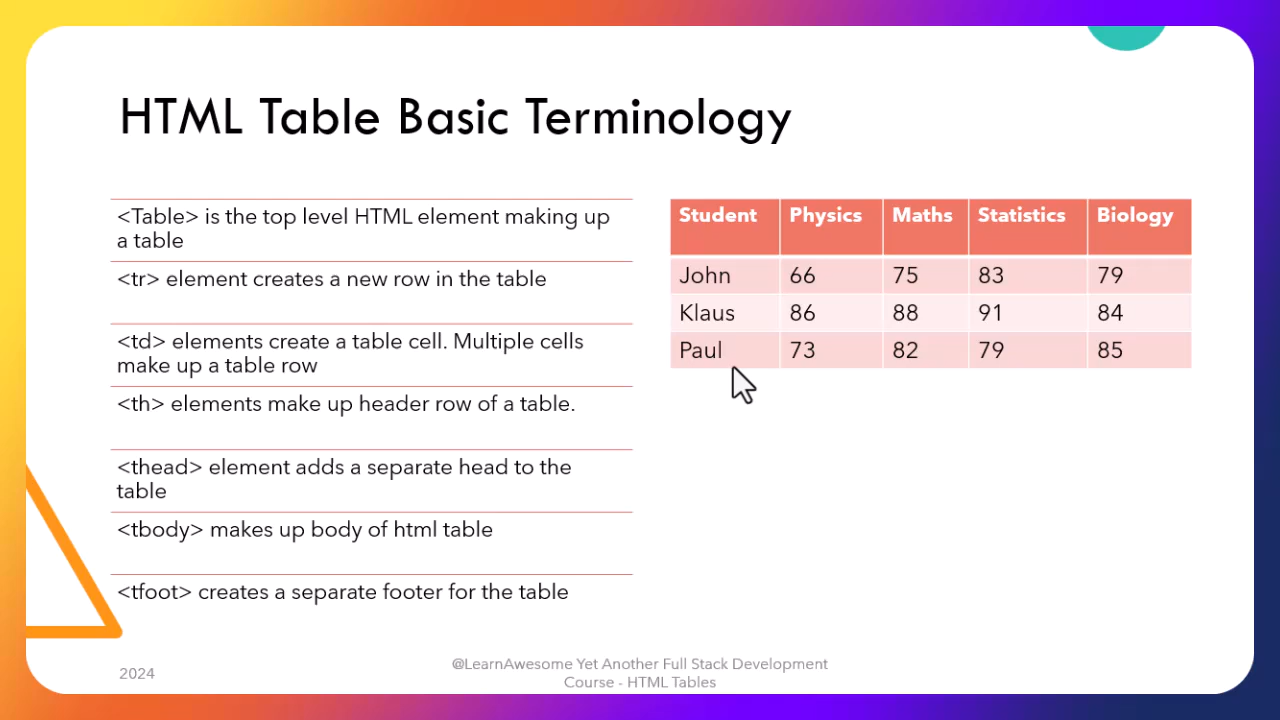 HTML Table Basic Terminology
<Table> is the top level HTML element making up
a table
<tr> element creates a new row in the table
<td> elements create a table cell. Multiple cells
make up a table row
<th> elements make up header row of a table.
<thead> element adds a separate head to the
table
<tbody> makes up body of html table
<tfoot> creates a separate footer for the table
Student Physics Maths Statistics Biology
John 66 75 83 79
Klaus 86 88 91 84
Paul 73 82 79 85
2024
@LearnAwesome Yet Another Full Stack Development
Course - HTML Tables